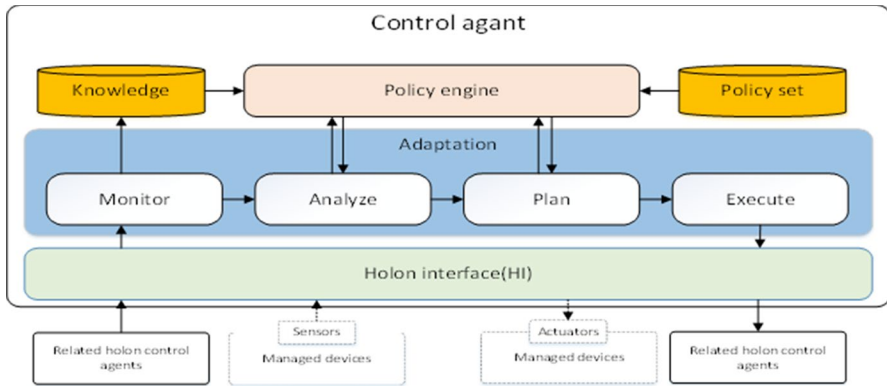 Control agant
Knowledge
Policy engine
Policy set
Adaptation
Monitor
Analyze
Plan
Execute
Holon interface(HI)
Related holon control
agents
Sensors
Managed devices
Actuators
Managed devices
Related holon control
agents